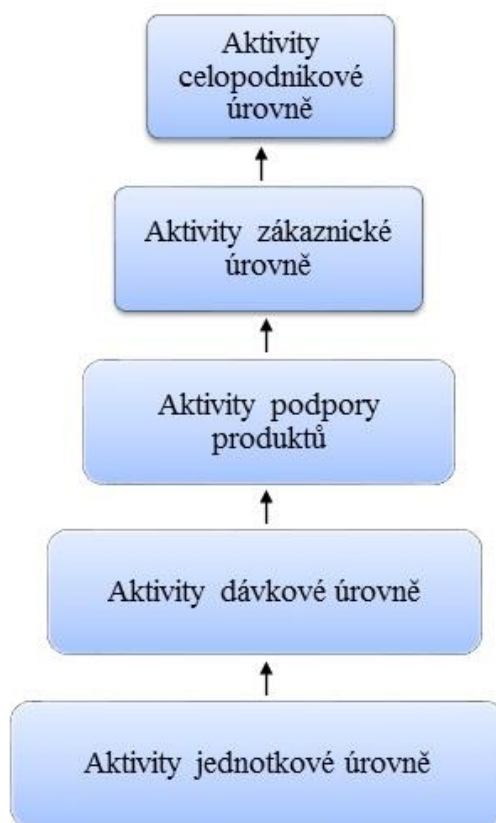 Aktivity
celopodnikové
úrovně
Aktivity zákaznické
úrovně
Aktivity podpory
produktů
Aktivity dávkové úrovně
Aktivity jednotkové úrovně